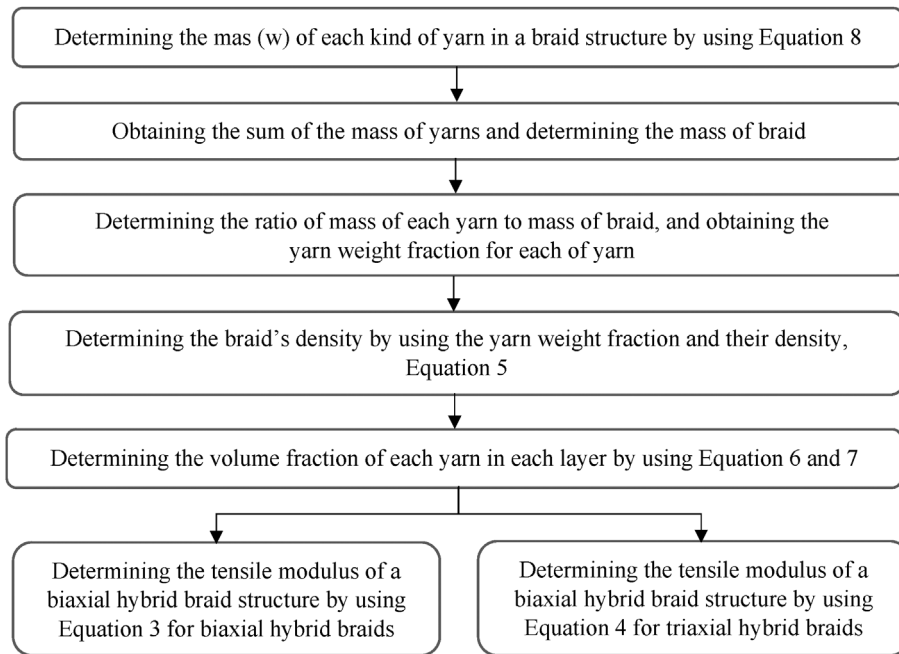 Determining the mas (w) of each kind of yarn in a braid structure by using Equation 8
Obtaining the sum of the mass of yarns and determining the mass of braid
Determining the ratio of mass of each yarn to mass of braid, and obtaining the
yarn weight fraction for each of yarn
Determining the braid’s density by using the yarn weight fraction and their density,
Equation 5
Determining the volume fraction of each yarn in each layer by using Equation 6 and 7
Determining the tensile modulus of a
biaxial hybrid braid structure by using
Equation 3 for biaxial hybrid braids
Determining the tensile modulus of a
biaxial hybrid braid structure by using
Equation 4 for triaxial hybrid braids